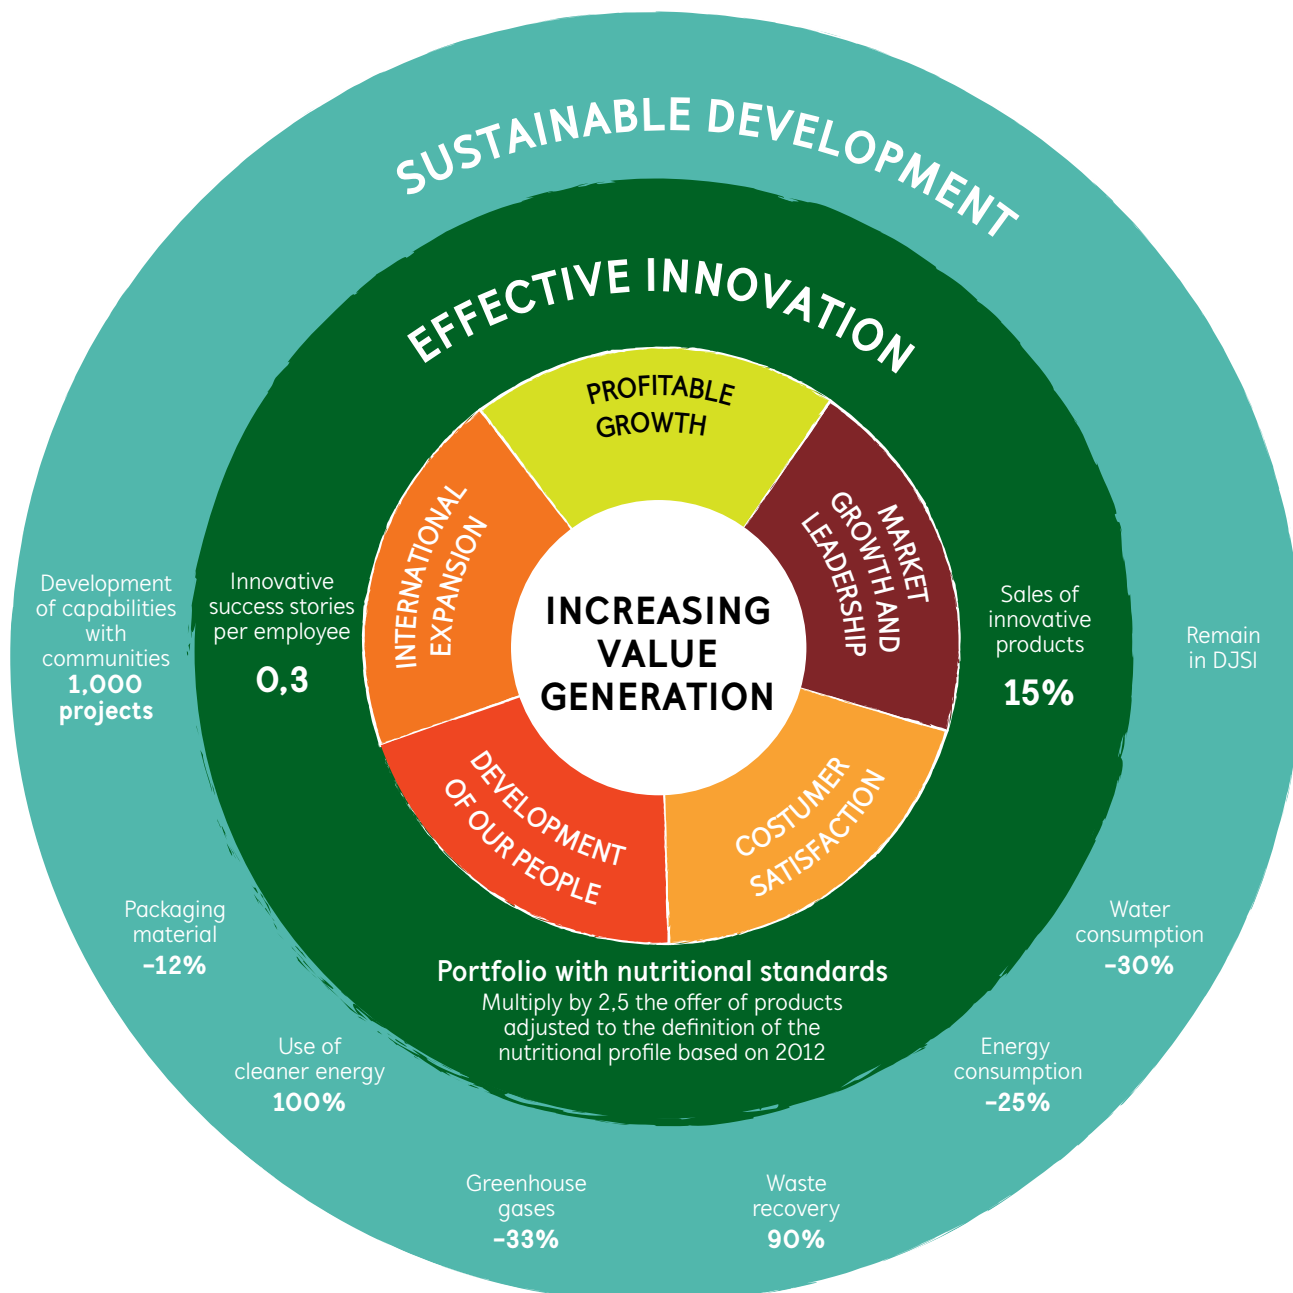 SUSTAINABLE DEVELOPMENT
EFFECTIVE INNOVATION
PROFITABLE
GROWTH
MARKET
GROWTH AND
LEADERSHIP
COSTUMER
SATISFACTION
DEVELOPMENT
OF OUR PEOPLE
INTERNATIONAL
EXPANSION
INCREASING
VALUE
GENERATION
Innovative
success stories
per employee
0,3
Sales of
innovative
products
15%
Portfolio with nutritional standards
Multiply by 2,5 the offer of products
adjusted to the definition of the
nutritional profile based on 2012
Development
of capabilities
with
communities
1,000
projects
Remain
in DJSI
Packaging
material
-12%
Water
consumption
-30%
Use of
cleaner energy
100%
Energy
consumption
-25%
Greenhouse
gases
-33%
Waste
recovery
90%